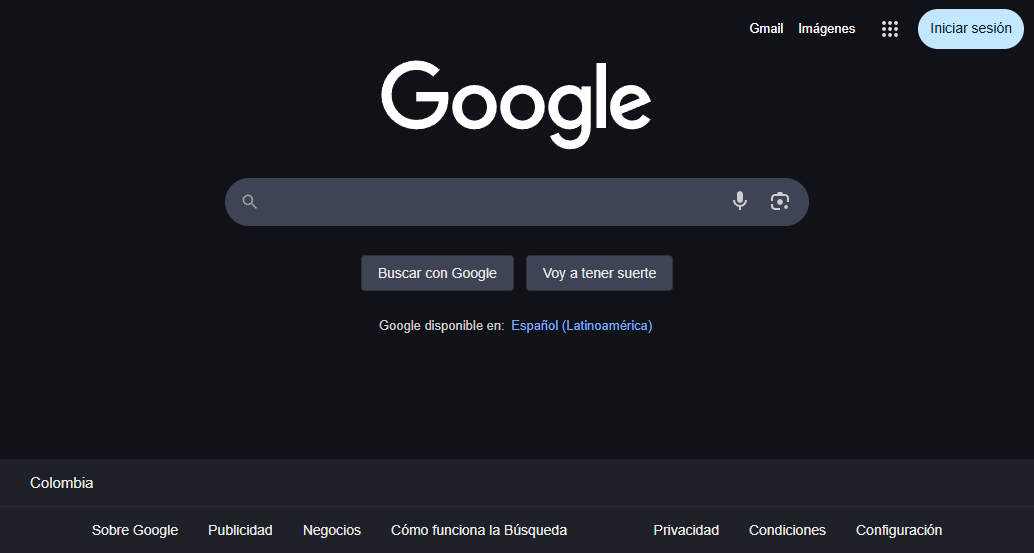 Gmail Imágenes Iniciar sesión
Google
Buscar con Google Voy a tener suerte
Google disponible en: Español (Latinoamérica)
Colombia
Sobre Google Publicidad Negocios Cómo funciona la Búsqueda Privacidad Condiciones Configuración